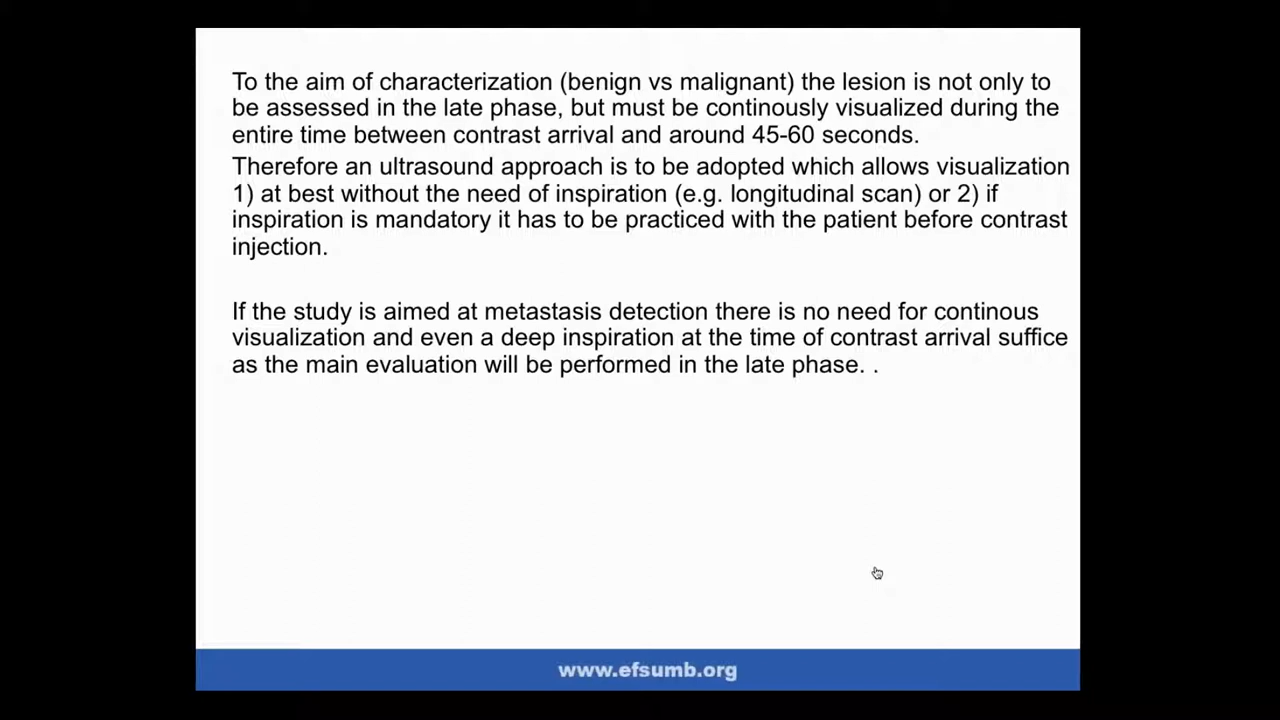 To the aim of characterization (benign vs malignant) the lesion is not only to
be assessed in the late phase, but must be continously visualized during the
entire time between contrast arrival and around 45-60 seconds.
Therefore an ultrasound approach is to be adopted which allows visualization
1) at best without the need of inspiration (e.g. longitudinal scan) or 2) if
inspiration is mandatory it has to be practiced with the patient before contrast
injection.
If the study is aimed at metastasis detection there is no need for continous
visualization and even a deep inspiration at the time of contrast arrival suffice
as the main evaluation will be performed in the late phase. .
www.efsumb.org